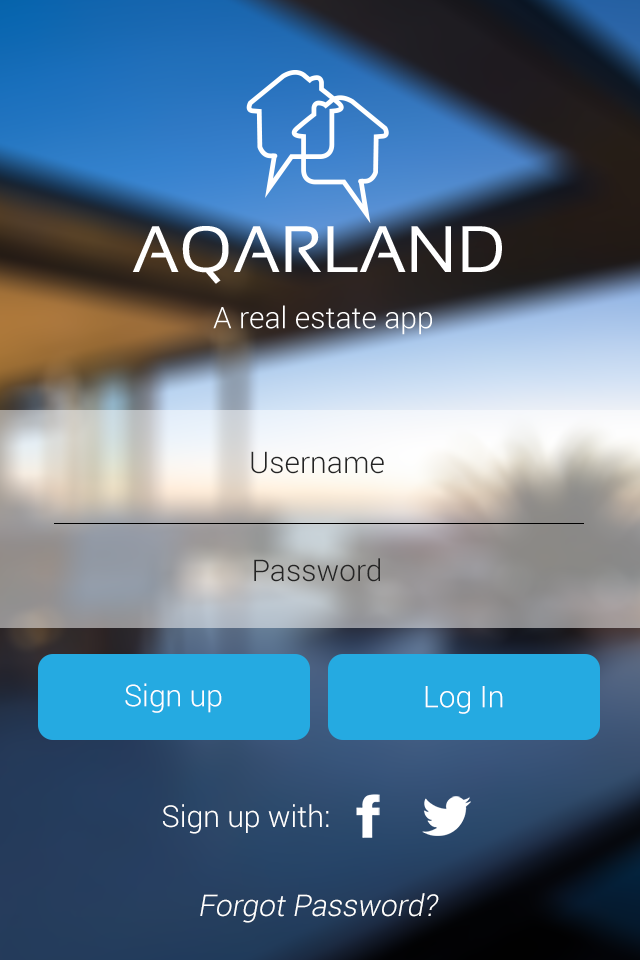 AQARLAND
A real estate app
Username
Password
Sign up
Log In
Sign up with:
Forgot Password?